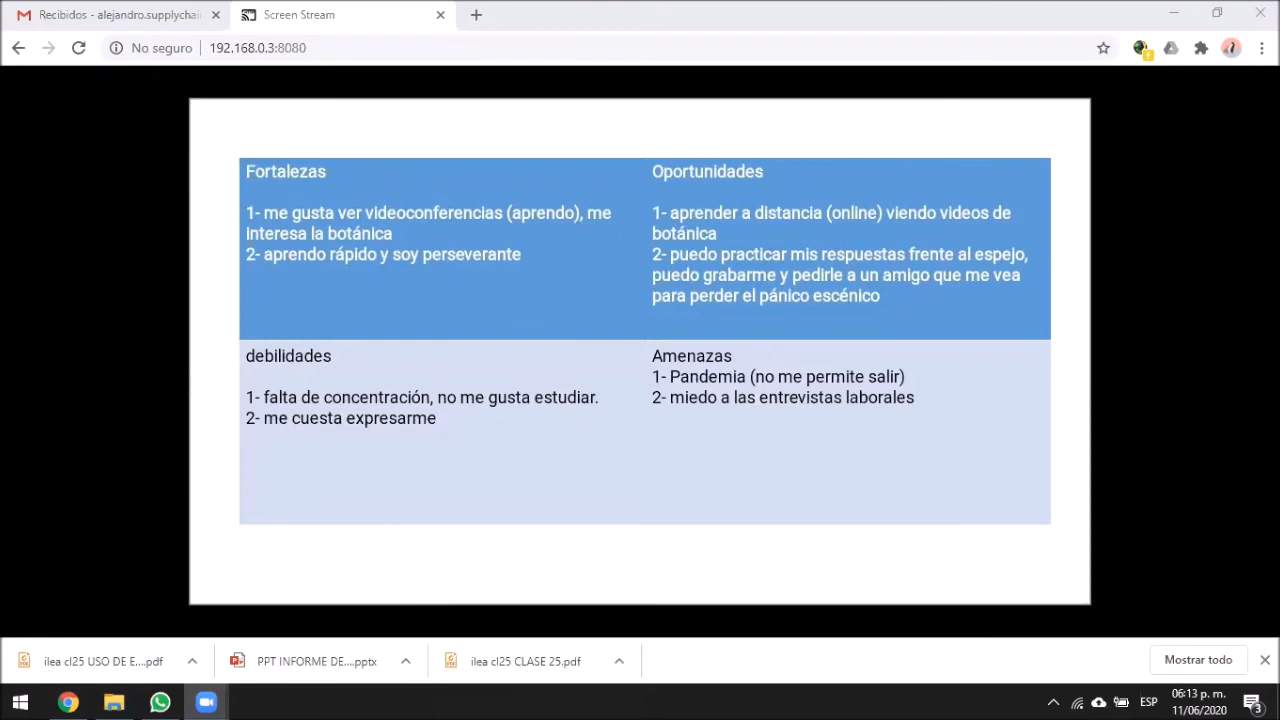 Recibidos - alejandro.supplychai
Screen Stream
No seguro
192.168.0.3:8080
Fortalezas
1- me gusta ver videoconferencias (aprendo), me
interesa la botánica
2- aprendo rápido y soy perseverante
Oportunidades
1- aprender a distancia (online) viendo videos de
botánica
2- puedo practicar mis respuestas frente al espejo,
puedo grabarme y pedirle a un amigo que me vea
para perder el pánico escénico
debilidades
1- falta de concentración, no me gusta estudiar.
2- me cuesta expresarme
Amenazas
1- Pandemia (no me permite salir)
2- miedo a las entrevistas laborales
ilea cl25 USO DE E....pdf
PPT INFORME DE....pptx
ilea cl25 CLASE 25.pdf
Mostrar todo
ESP
06:13 p. m.
11/06/2020
3